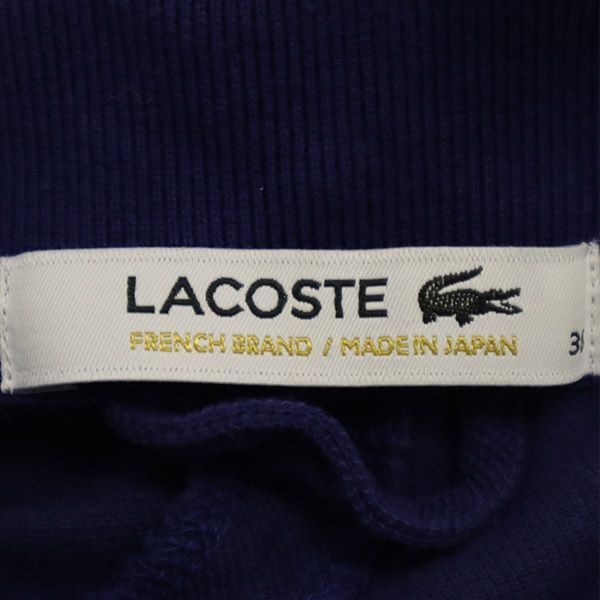 LACOSTE
FRENCH BRAND / MADE IN JAPAN